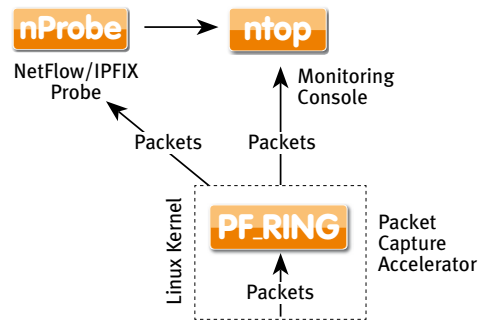 nProbe
ntop
NetFlow/IPFIX
Probe
Monitoring
Console
Packets
Packets
Linux Kernel
PF_RING
Packet
Capture
Accelerator
Packets